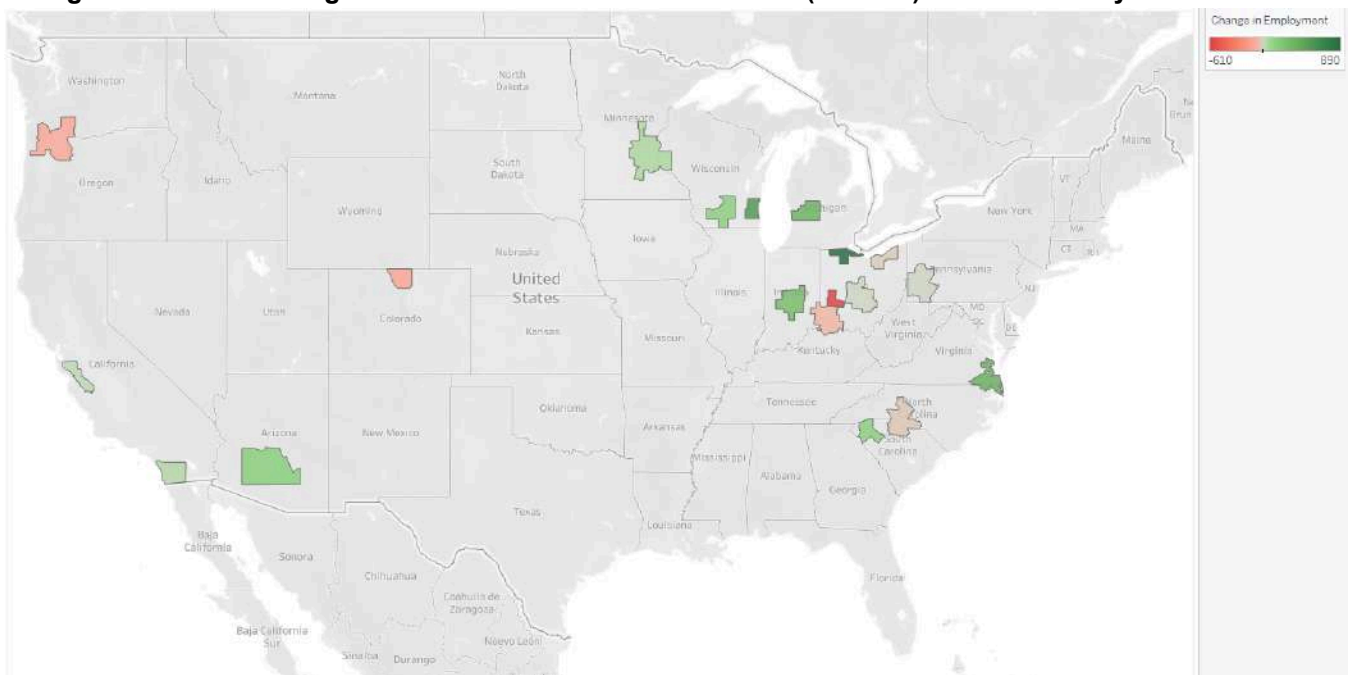 Change in Employment
-610 890
Washington
North
Dakota
Montana
Minnesota
Maine
Oregon
Idaho
South
Dakota
Wisconsin
VT
Wyoming
higan
New York
MA
CT
Iowa
Nebraska
Pennsylvania
United
States
Illinois
NJ
Nevada
Utah
Colorado
MD
DE
West
Virginia
Kansas
Missouri
Kentucky
Virginia
California
Tennessee
North
olina
Oklahoma
Arizona
New Mexico
Arkansas
South
Carolina
Mississippi
Alabama
Georgia
Texas
Louisiana
Baja
California
Sonora
Chihuahua
Florida
Coahuila de
Zaragoza
Baja California
Sur
Nuevo León
Sinaloa
Durango